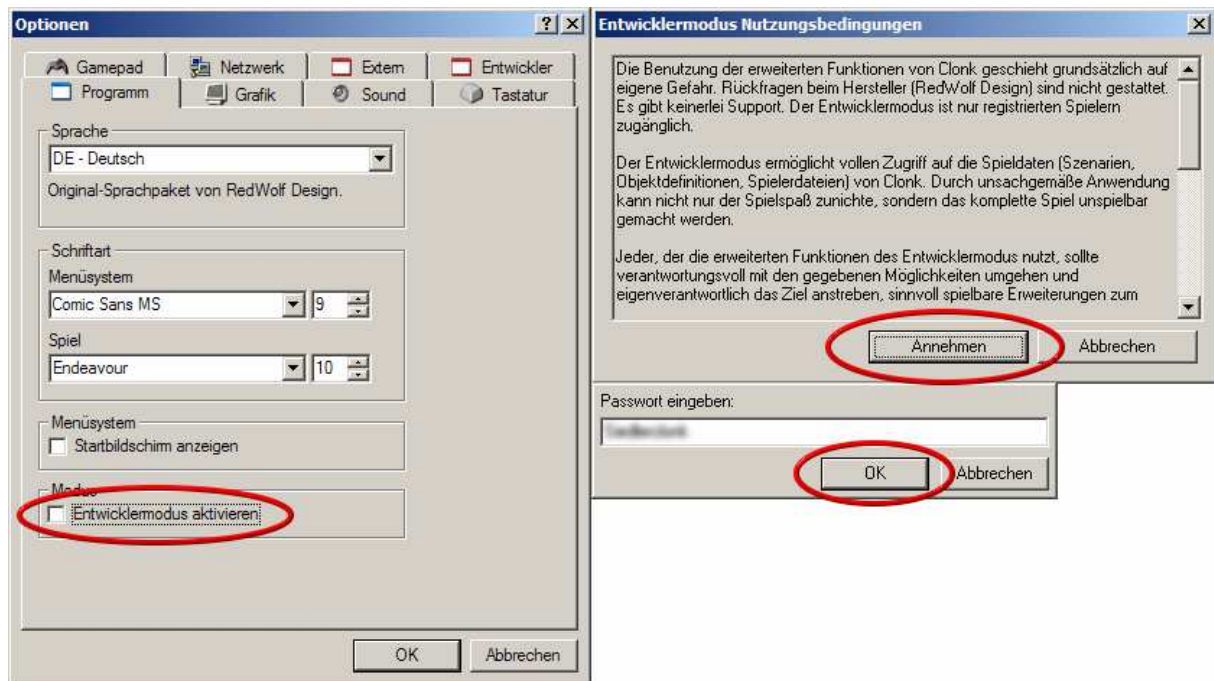 Optionen
Gamepad
Netzwerk
Extern
Entwickler
Programm
Grafik
Sound
Tastatur
Sprache
DE - Deutsch
Original-Sprachpaket von RedWolf Design.
Schriftart
Menüsystem
Comic Sans MS
9
Spiel
Endeavour
10
Menüsystem
Startbildschirm anzeigen
Modus
Entwicklermodus aktivieren
OK
Abbrechen
Entwicklermodus Nutzungsbedingungen
Die Benutzung der erweiterten Funktionen von Clonk geschieht grundsätzlich auf
eigene Gefahr. Rückfragen beim Hersteller (RedWolf Design) sind nicht gestattet.
Es gibt keinerlei Support. Der Entwicklermodus ist nur registrierten Spielern
zugänglich.
Der Entwicklermodus ermöglicht vollen Zugriff auf die Spieldaten (Szenarien,
Objektdefinitionen, Spielerdateien) von Clonk. Durch unsachgemäße Anwendung
kann nicht nur der Spielspaß zunichte, sondern das komplette Spiel unspielbar
gemacht werden.
Jeder, der die erweiterten Funktionen des Entwicklermodus nutzt, sollte
verantwortungsvoll mit den gegebenen Möglichkeiten umgehen und
eigenverantwortlich das Ziel anstreben, sinnvoll spielbare Erweiterungen zum
Annehmen
Abbrechen
Passwort eingeben:
OK
Abbrechen